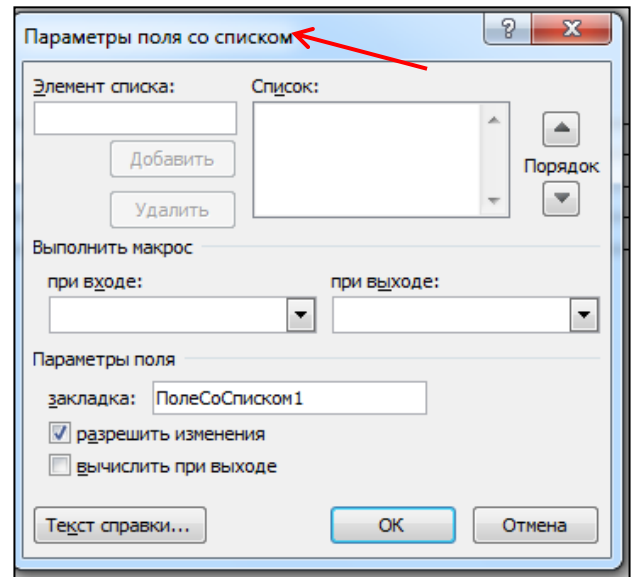 Параметры поля со списком
Элемент списка:
Список:
Добавить
Удалить
Порядок
Выполнить макрос
при входе:
при выходе:
Параметры поля
закладка: ПолеСоСписком1
разрешить изменения
вычислить при выходе
Текст справки... ОК Отмена